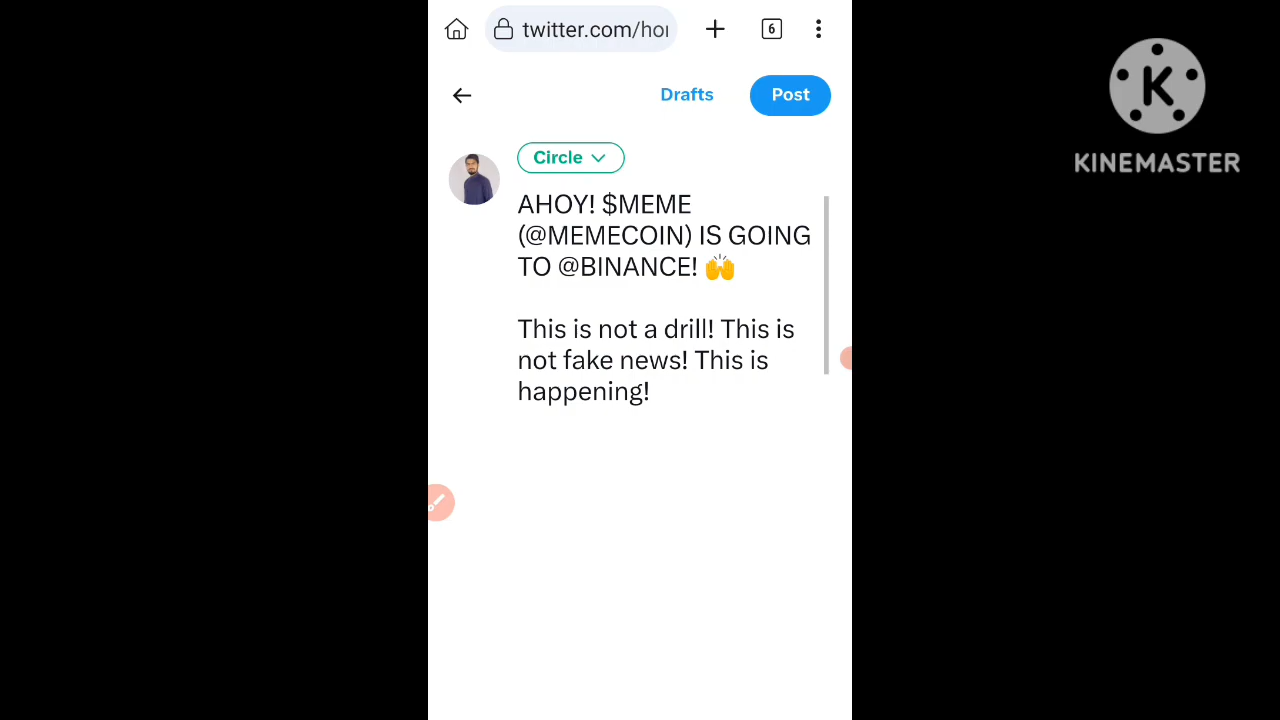 twitter.com/hor
6
Drafts
Post
Circle
AHOY! $MEME
(@MEMECOIN) IS GOING
TO @BINANCE! 🙌
This is not a drill! This is
not fake news! This is
happening!
K
KINEMASTER